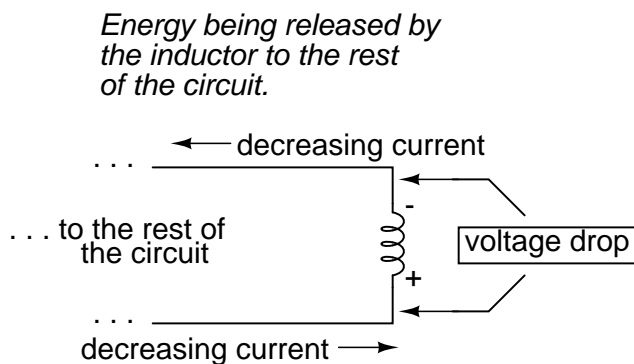 Energy being released by
the inductor to the rest
of the circuit.
decreasing current
. . .
-
. . . to the rest of
the circuit
voltage drop
+
. . .
decreasing current